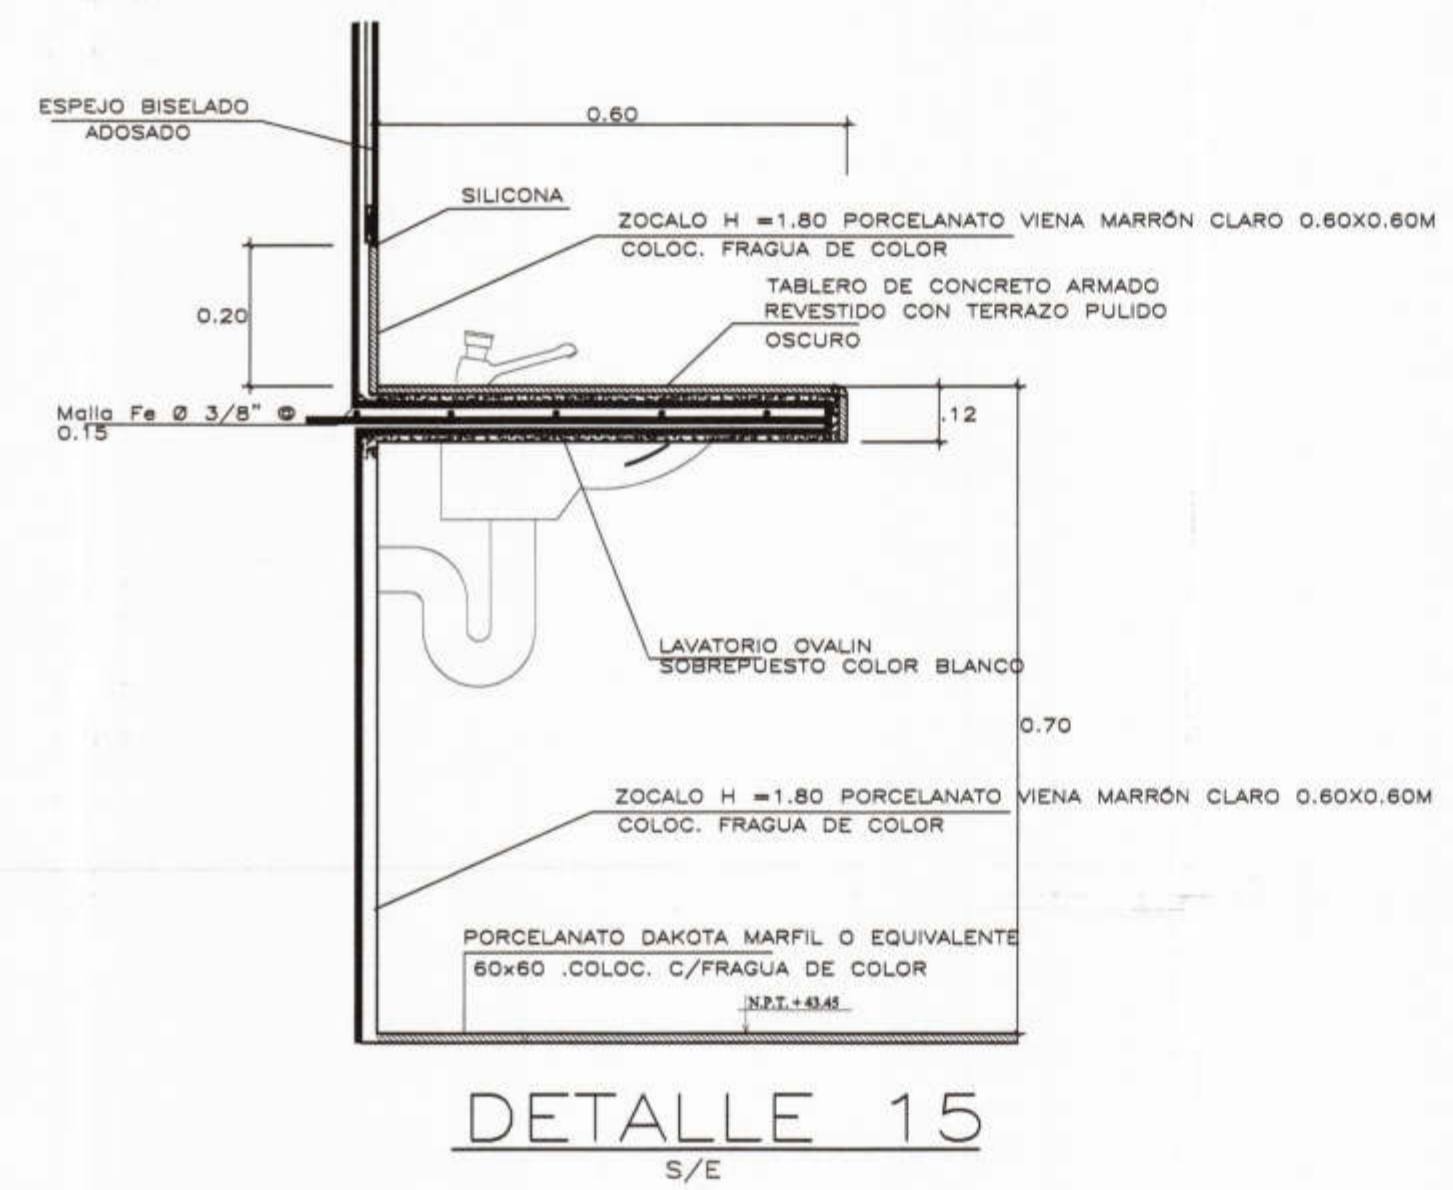 ESPEJO BISELADO
ADOSADO
0.60
SILICONA
ZOCALO H =1.80 PORCELANATO VIENA MARRÓN CLARO 0.60X0.60M
COLOC. FRAGUA DE COLOR
TABLERO DE CONCRETO ARMADO
REVESTIDO CON TERRAZO PULIDO
OSCURO
0.20
Malla Fe Ø 3/8" @
0.15
.12
LAVATORIO OVALIN
SOBREPUESTO COLOR BLANCO
0.70
ZOCALO H =1.80 PORCELANATO VIENA MARRÓN CLARO 0.60X0.60M
COLOC. FRAGUA DE COLOR
PORCELANATO DAKOTA MARFIL O EQUIVALENTE
60x60 .COLOC. C/FRAGUA DE COLOR
N.P.T. + 43.45
DETALLE 15
S/E